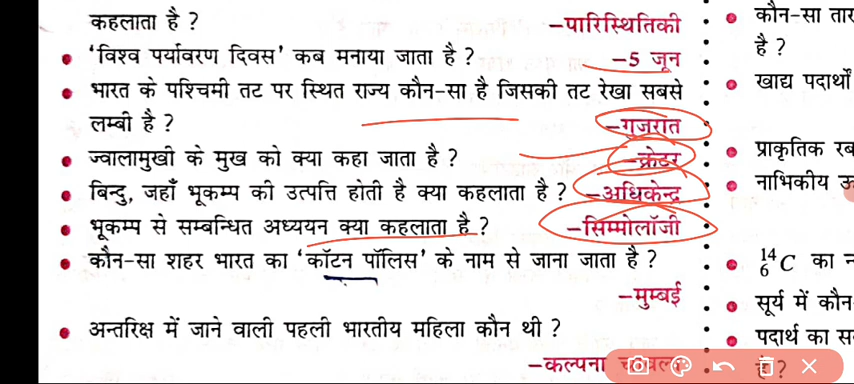 कहलाता है ?
–पारिस्थितिकी
• ‘विश्व पर्यावरण दिवस’ कब मनाया जाता है ? –5 जून
• भारत के पश्चिमी तट पर स्थित राज्य कौन-सा है जिसकी तट रेखा सबसे
लम्बी है ? –गुजरात
• ज्वालामुखी के मुख को क्या कहा जाता है ? –क्रेटर
• बिन्दु, जहाँ भूकम्प की उत्पत्ति होती है क्या कहलाता है ? –अधिकेन्द्र
• भूकम्प से सम्बन्धित अध्ययन क्या कहलाता है ? –सिम्मोलॉजी
• कौन-सा शहर भारत का ‘कॉटन पॉलिस’ के नाम से जाना जाता है ?
–मुम्बई
• अन्तरिक्ष में जाने वाली पहली भारतीय महिला कौन थी ?
–कल्पना
• कौन-सा
है ?
• खाद्य पदार्थों
• प्राकृतिक
• नाभिकीय
• ¹⁴₆C का
• सूर्य में कौन
• पदार्थ का
है ?